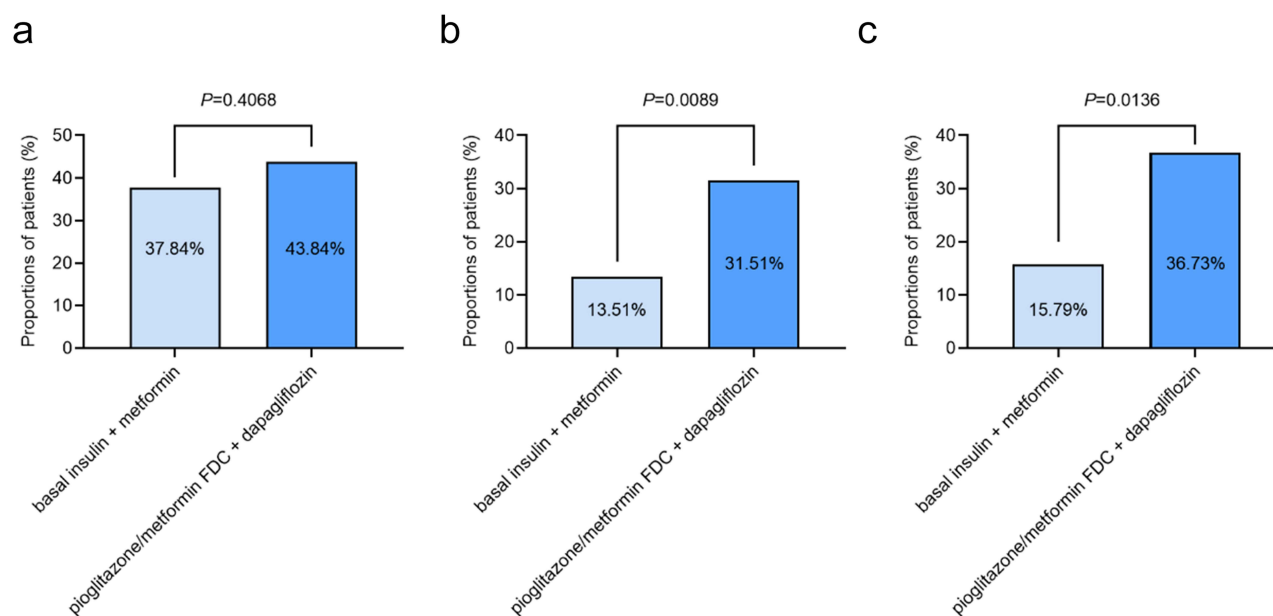 a
P=0.4068
Proportions of patients (%)
50
40
30
20
10
0
37.84%
43.84%
basal insulin + metformin
pioglitazone/metformin FDC + dapagliflozin
b
P=0.0089
Proportions of patients (%)
40
30
20
10
0
13.51%
31.51%
basal insulin + metformin
pioglitazone/metformin FDC + dapagliflozin
c
P=0.0136
Proportions of patients (%)
40
30
20
10
0
15.79%
36.73%
basal insulin + metformin
pioglitazone/metformin FDC + dapagliflozin